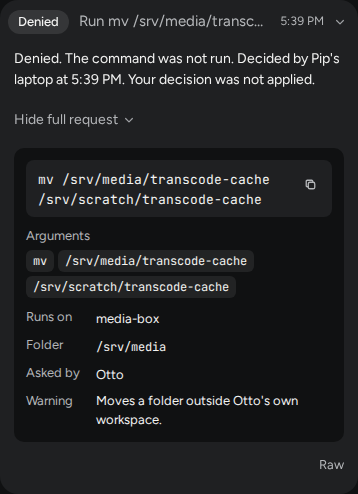 Denied Run mv /srv/media/transc... 5:39 PM
Denied. The command was not run. Decided by Pip's
laptop at 5:39 PM. Your decision was not applied.
Hide full request
mv /srv/media/transcode-cache
/srv/scratch/transcode-cache
Arguments
mv /srv/media/transcode-cache
/srv/scratch/transcode-cache
Runs on media-box
Folder /srv/media
Asked by Otto
Warning Moves a folder outside Otto's own
workspace.
Raw